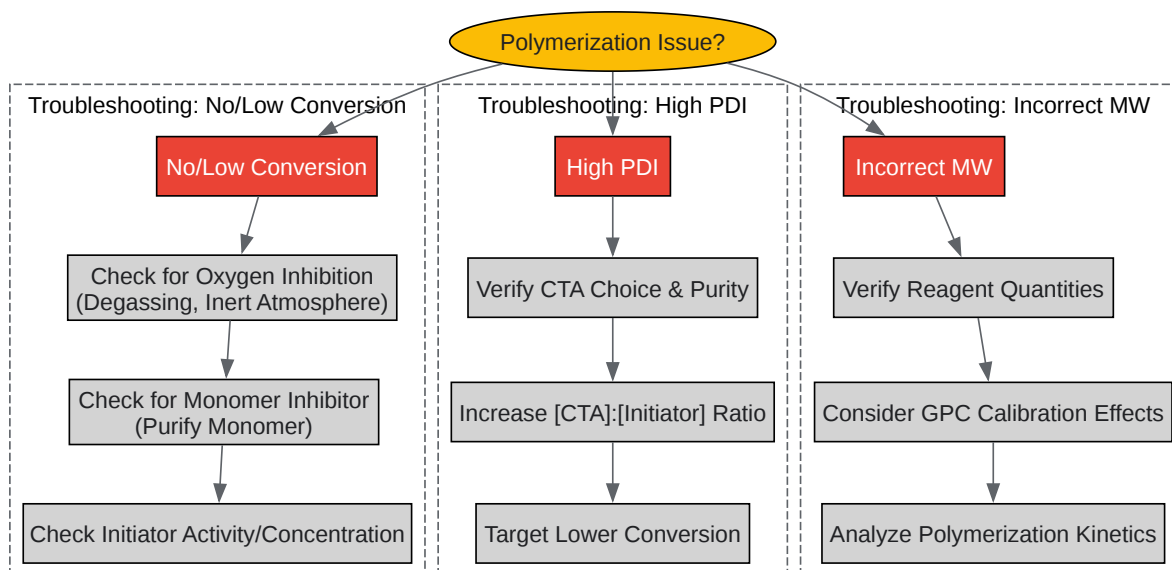 Polymerization Issue?
Troubleshooting: No/Low Conversion
No/Low Conversion
Check for Oxygen Inhibition
(Degassing, Inert Atmosphere)
Check for Monomer Inhibitor
(Purify Monomer)
Check Initiator Activity/Concentration
Troubleshooting: High PDI
High PDI
Verify CTA Choice & Purity
Increase [CTA]:[Initiator] Ratio
Target Lower Conversion
Troubleshooting: Incorrect MW
Incorrect MW
Verify Reagent Quantities
Consider GPC Calibration Effects
Analyze Polymerization Kinetics